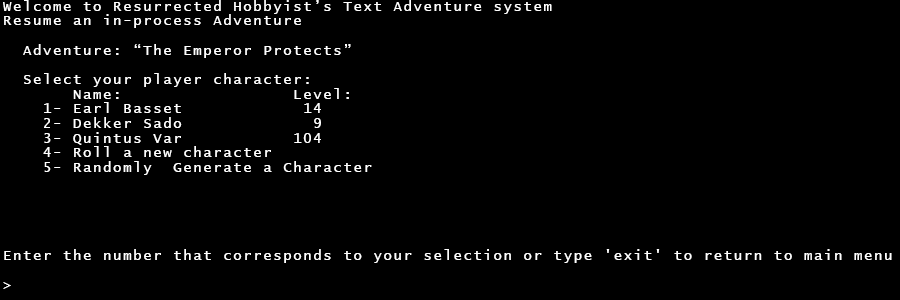 Welcome to Resurrected Hobbyist’s Text Adventure system
Resume an in-process Adventure
Adventure: “The Emperor Protects”
Select your player character:
Name: Level:
1- Earl Basset 14
2- Dekker Sado 9
3- Quintus Var 104
4- Roll a new character
5- Randomly  Generate a Character
Enter the number that corresponds to your selection or type 'exit' to return to main menu
>